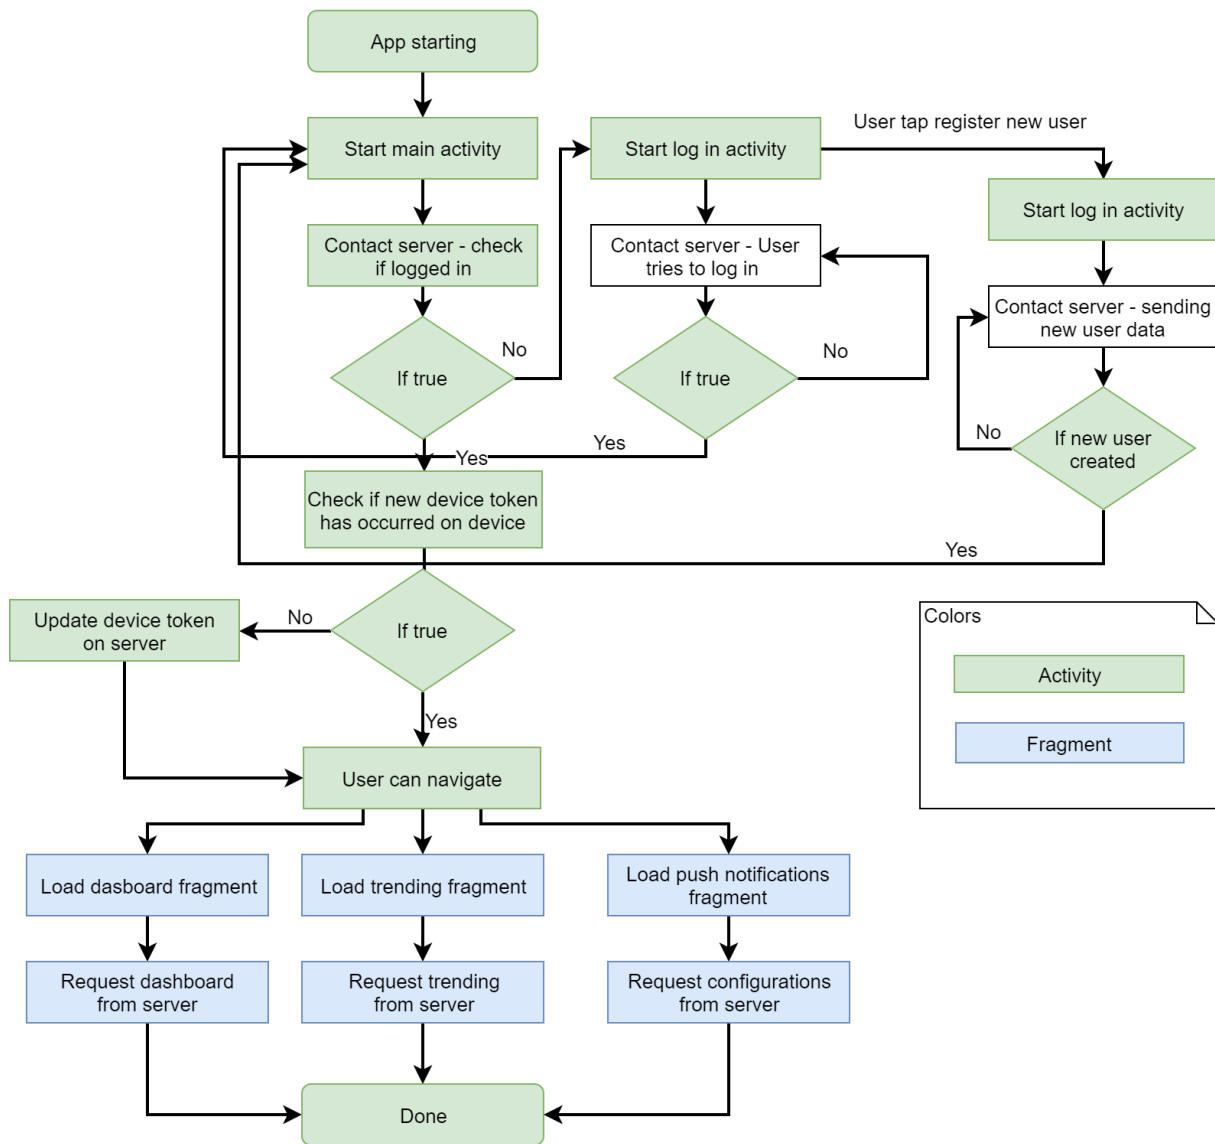 App starting
Start main activity
Start log in activity
User tap register new user
Start log in activity
Contact server - check
if logged in
Contact server - User
tries to log in
Contact server - sending
new user data
If true
No
If true
No
If new user
created
No
Yes
Yes
Check if new device token
has occurred on device
Yes
Update device token
on server
No
If true
Yes
Colors
Activity
Fragment
User can navigate
Load dasboard fragment
Load trending fragment
Load push notifications
fragment
Request dashboard
from server
Request trending
from server
Request configurations
from server
Done